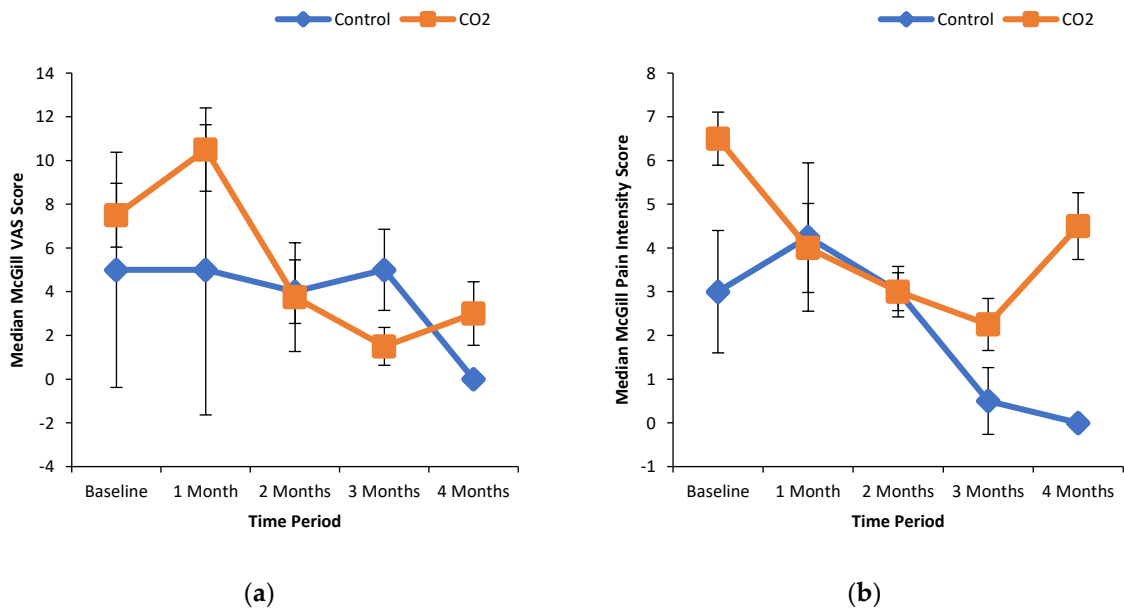 Control CO2
14
12
10
8
6
4
2
0
-2
-4
Median McGill VAS Score
Baseline 1 Month 2 Months 3 Months 4 Months
Time Period
(a)
Control CO2
8
7
6
5
4
3
2
1
0
-1
Median McGill Pain Intensity Score
Baseline 1 Month 2 Months 3 Months 4 Months
Time Period
(b)